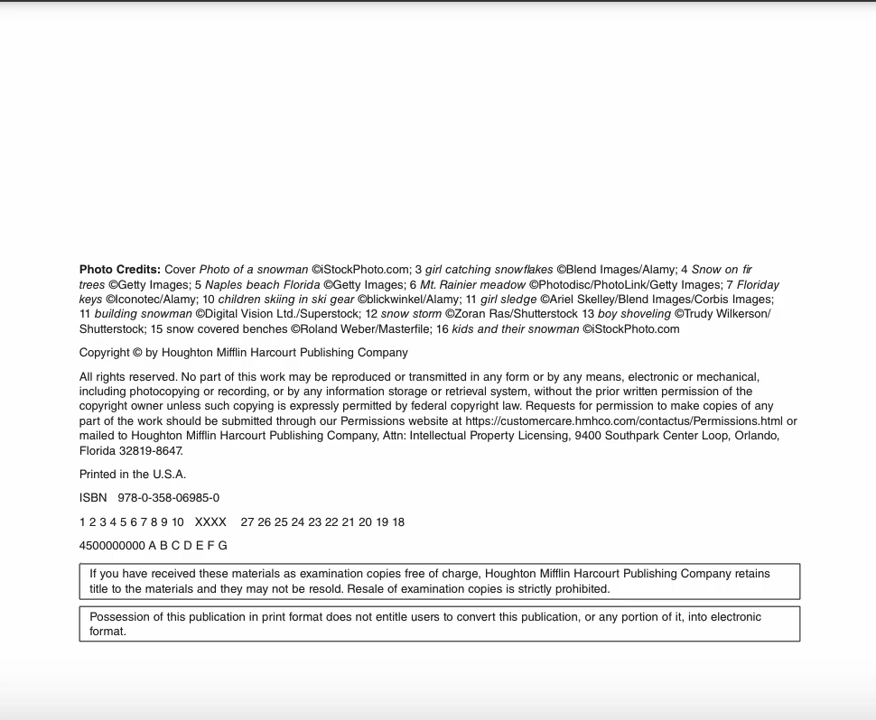 Photo Credits: Cover Photo of a snowman ©iStockPhoto.com; 3 girl catching snowflakes ©Blend Images/Alamy; 4 Snow on fir
trees ©Getty Images; 5 Naples beach Florida ©Getty Images; 6 Mt. Rainier meadow ©Photodisc/PhotoLink/Getty Images; 7 Floriday
keys ©Iconotec/Alamy; 10 children skiing in ski gear ©blickwinkel/Alamy; 11 girl sledge ©Ariel Skelley/Blend Images/Corbis Images;
11 building snowman ©Digital Vision Ltd./Superstock; 12 snow storm ©Zoran Ras/Shutterstock 13 boy shoveling ©Trudy Wilkerson/
Shutterstock; 15 snow covered benches ©Roland Weber/Masterfile; 16 kids and their snowman ©iStockPhoto.com
Copyright © by Houghton Mifflin Harcourt Publishing Company
All rights reserved. No part of this work may be reproduced or transmitted in any form or by any means, electronic or mechanical,
including photocopying or recording, or by any information storage or retrieval system, without the prior written permission of the
copyright owner unless such copying is expressly permitted by federal copyright law. Requests for permission to make copies of any
part of the work should be submitted through our Permissions website at https://customercare.hmhco.com/contactus/Permissions.html or
mailed to Houghton Mifflin Harcourt Publishing Company, Attn: Intellectual Property Licensing, 9400 Southpark Center Loop, Orlando,
Florida 32819-8647.
Printed in the U.S.A.
ISBN 978-0-358-06985-0
1 2 3 4 5 6 7 8 9 10 XXXX 27 26 25 24 23 22 21 20 19 18
4500000000 A B C D E F G
If you have received these materials as examination copies free of charge, Houghton Mifflin Harcourt Publishing Company retains
title to the materials and they may not be resold. Resale of examination copies is strictly prohibited.
Possession of this publication in print format does not entitle users to convert this publication, or any portion of it, into electronic
format.